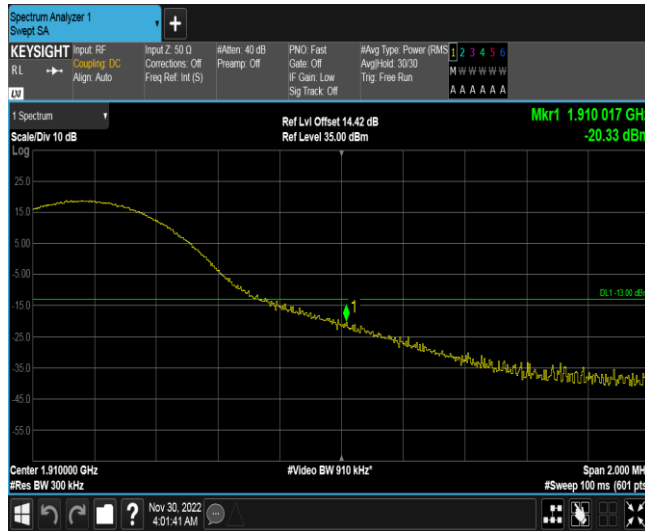 Spectrum Analyzer 1
Swept SA
+
KEYSIGHT
RL
LXI
Input: RF
Coupling: DC
Align: Auto
Input Z: 50 Ω
Corrections: Off
Freq Ref: Int (S)
#Atten: 40 dB
Preamp: Off
PNO: Fast
Gate: Off
IF Gain: Low
Sig Track: Off
#Avg Type: Power (RMS
Avg|Hold: 30/30
Trig: Free Run
1 2 3 4 5 6
M W W W W W
A A A A A A
1 Spectrum
Scale/Div 10 dB
Log
Ref Lvl Offset 14.42 dB
Ref Level 35.00 dBm
Mkr1 1.910 017 GH
-20.33 dBm
25.0
15.0
5.00
-5.00
-15.0
-25.0
-35.0
-45.0
-55.0
DL1 -13.00 dB
1
Center 1.910000 GHz
#Res BW 300 kHz
#Video BW 910 kHz*
Span 2.000 MH
#Sweep 100 ms (601 pts
?
Nov 30, 2022
4:01:41 AM